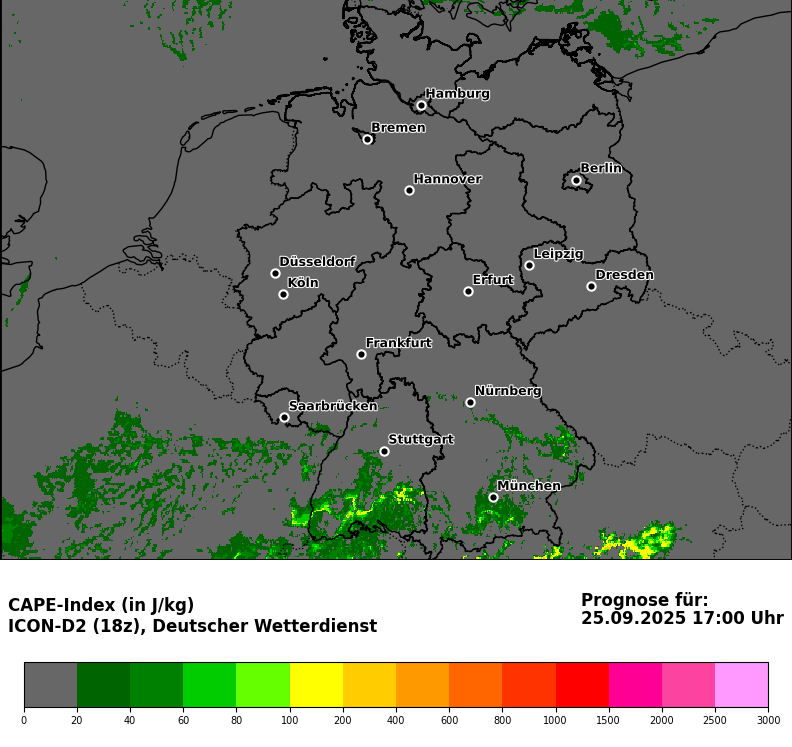 Hamburg
Bremen
Berlin
Hannover
Leipzig
Düsseldorf
Dresden
Köln
Erfurt
Frankfurt
Nürnberg
Saarbrücken
Stuttgart
München
CAPE-Index (in J/kg)
ICON-D2 (18z), Deutscher Wetterdienst
Prognose für:
25.09.2025 17:00 Uhr
0 20 40 60 80 100 200 400 600 800 1000 1500 2000 2500 3000